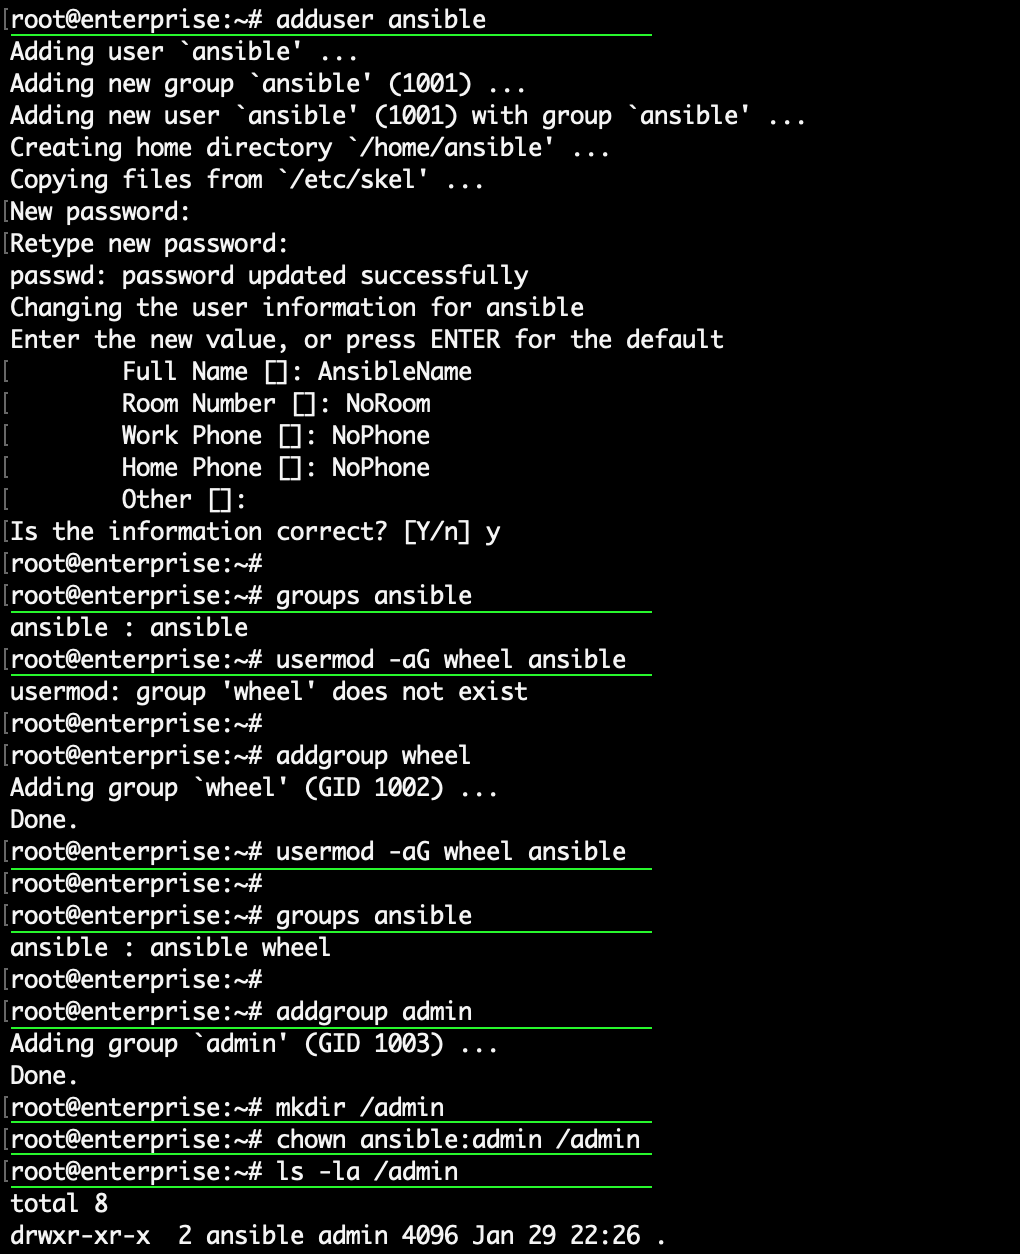 [root@enterprise:~# adduser ansible
Adding user `ansible' ...
Adding new group `ansible' (1001) ...
Adding new user `ansible' (1001) with group `ansible' ...
Creating home directory `/home/ansible' ...
Copying files from `/etc/skel' ...
[New password:
[Retype new password:
passwd: password updated successfully
Changing the user information for ansible
Enter the new value, or press ENTER for the default
[        Full Name []: AnsibleName
[        Room Number []: NoRoom
[        Work Phone []: NoPhone
[        Home Phone []: NoPhone
[        Other []:
[Is the information correct? [Y/n] y
[root@enterprise:~#
[root@enterprise:~# groups ansible
ansible : ansible
[root@enterprise:~# usermod -aG wheel ansible
usermod: group 'wheel' does not exist
[root@enterprise:~#
[root@enterprise:~# addgroup wheel
Adding group `wheel' (GID 1002) ...
Done.
[root@enterprise:~# usermod -aG wheel ansible
[root@enterprise:~#
[root@enterprise:~# groups ansible
ansible : ansible wheel
[root@enterprise:~#
[root@enterprise:~# addgroup admin
Adding group `admin' (GID 1003) ...
Done.
[root@enterprise:~# mkdir /admin
[root@enterprise:~# chown ansible:admin /admin
[root@enterprise:~# ls -la /admin
total 8
drwxr-xr-x  2 ansible admin 4096 Jan 29 22:26 .